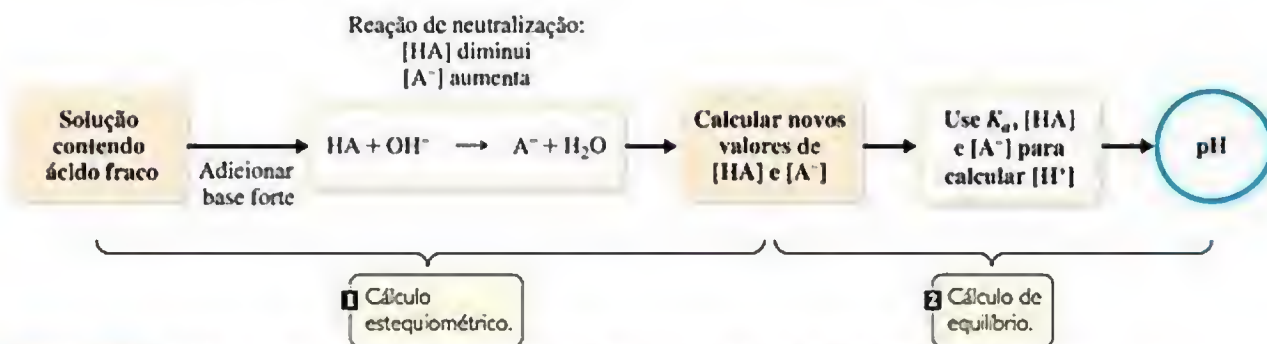 Reação de neutralização:
[HA] diminui
[A⁻] aumenta
Solução
contendo
ácido fraco
Adicionar
base forte
HA + OH⁻ → A⁻ + H₂O
Calcular novos
valores de
[HA] e [A⁻]
Use Kₐ, [HA]
e [A⁻] para
calcular [H⁺]
pH
1 Cálculo
estequiométrico.
2 Cálculo de
equilíbrio.